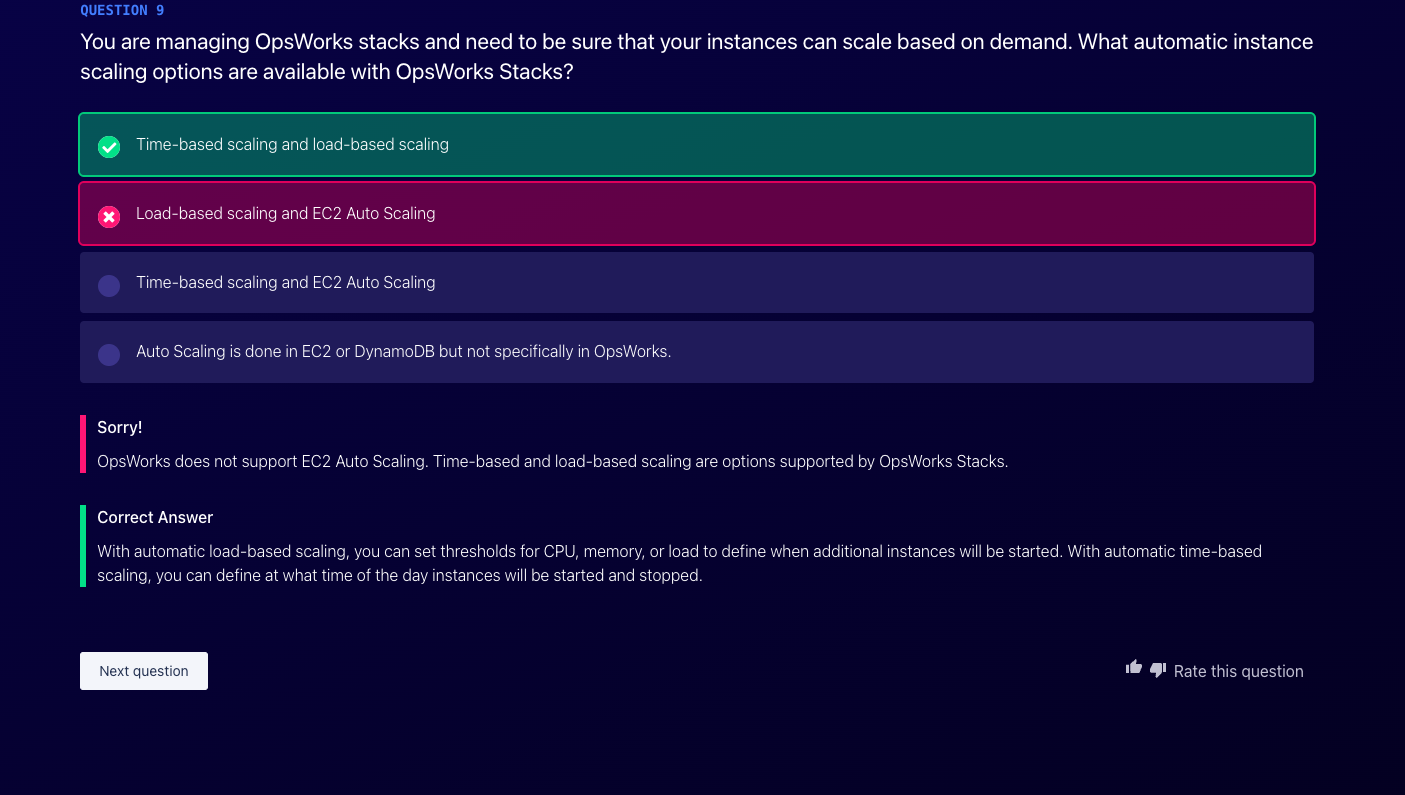 QUESTION 9
You are managing OpsWorks stacks and need to be sure that your instances can scale based on demand. What automatic instance
scaling options are available with OpsWorks Stacks?
Time-based scaling and load-based scaling
Load-based scaling and EC2 Auto Scaling
Time-based scaling and EC2 Auto Scaling
Auto Scaling is done in EC2 or DynamoDB but not specifically in OpsWorks.
Sorry!
OpsWorks does not support EC2 Auto Scaling. Time-based and load-based scaling are options supported by OpsWorks Stacks.
Correct Answer
With automatic load-based scaling, you can set thresholds for CPU, memory, or load to define when additional instances will be started. With automatic time-based
scaling, you can define at what time of the day instances will be started and stopped.
Next question
Rate this question